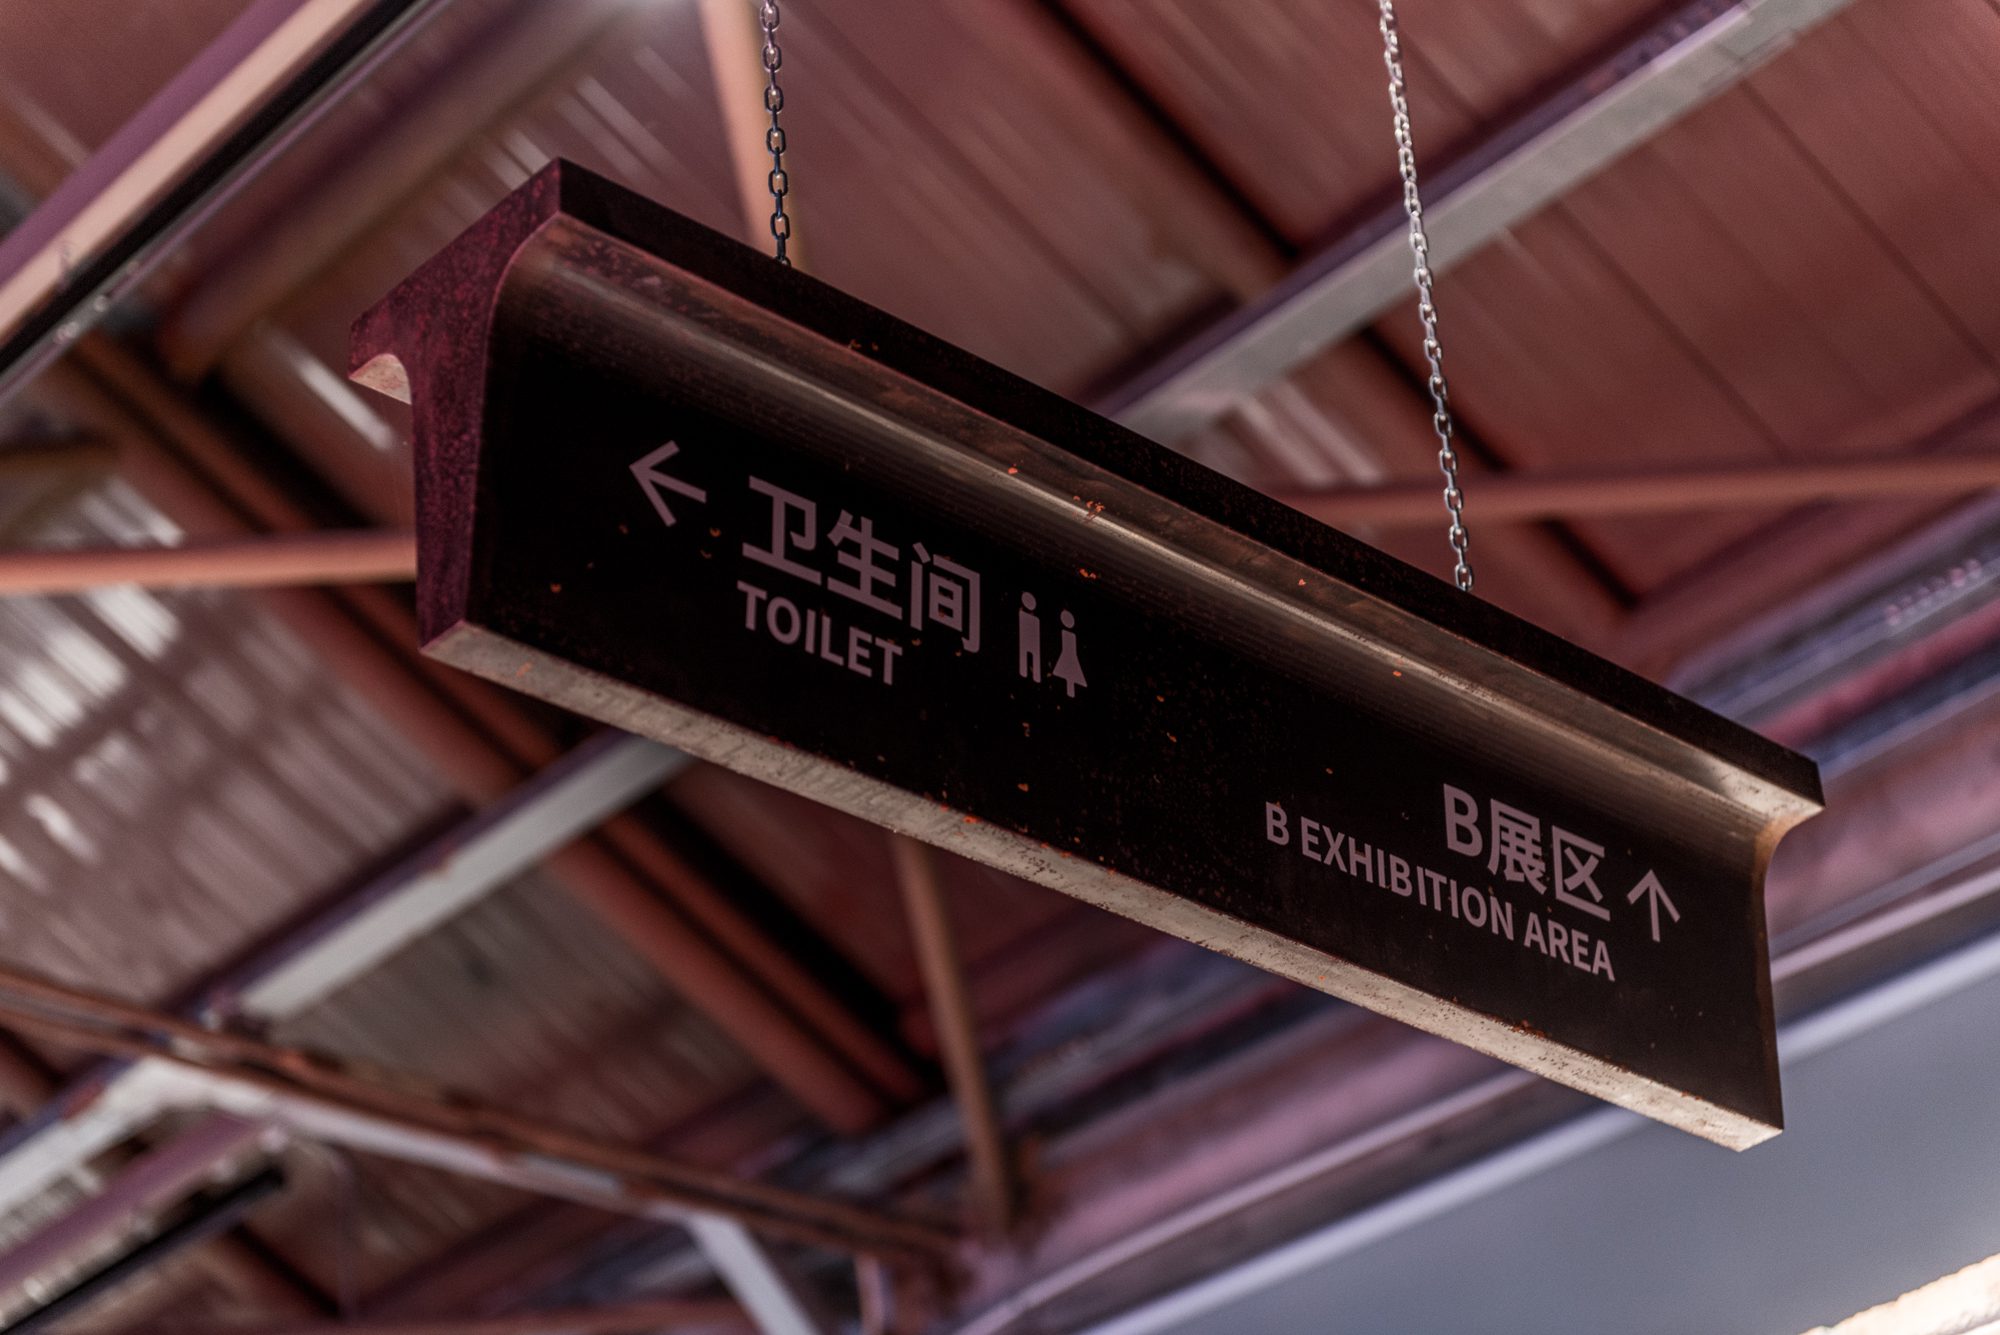 ← 卫生间
TOILET
B展区 ↑
B EXHIBITION AREA